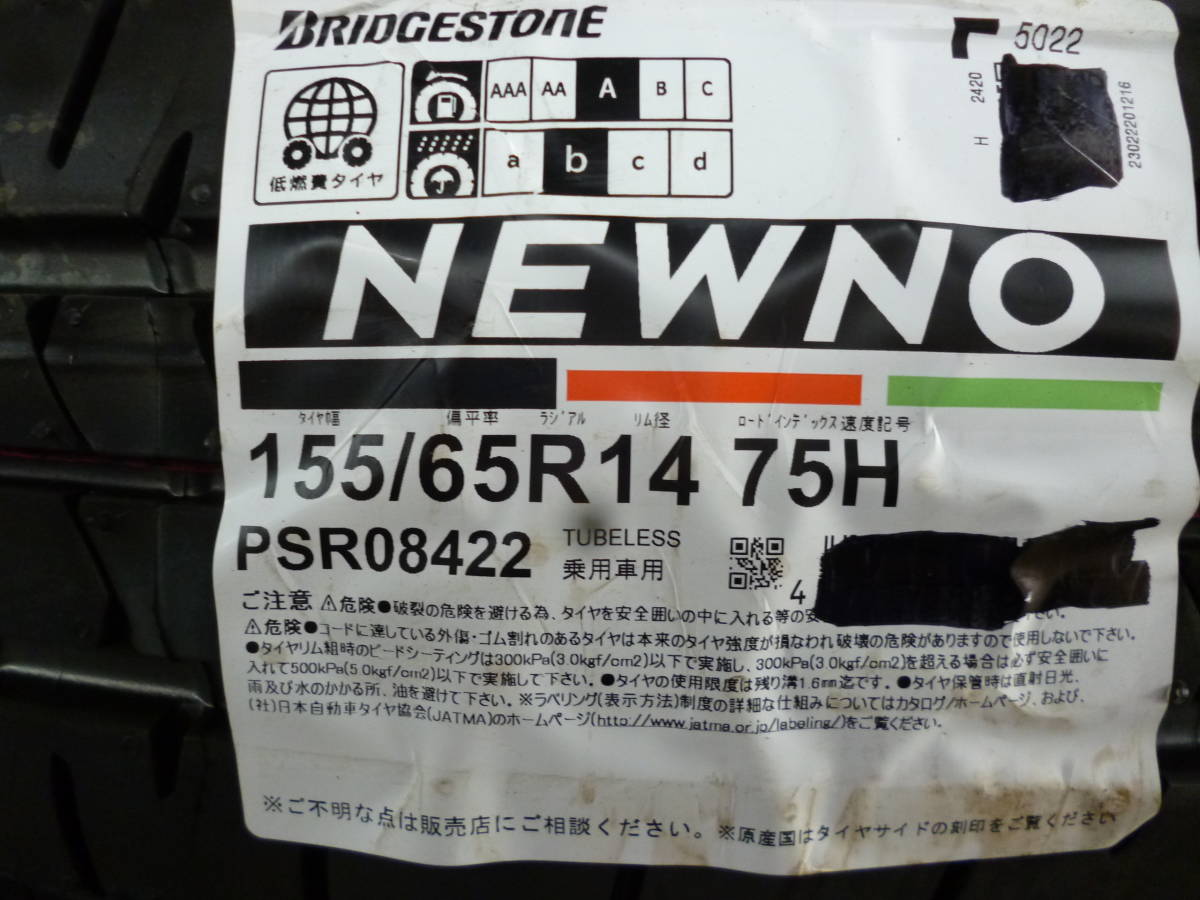 BRIDGESTONE
5022
H 2420
23022201216
低燃費タイヤ
AAA AA A B C
a b c d
NEWNO
タイヤ幅 偏平率 ラジアル リム径 ロードインデックス 速度記号
155/65R14 75H
PSR08422 TUBELESS
乗用車用
4
ご注意 ⚠危険●破裂の危険を避ける為、タイヤを安全囲いの中に入れる等の安
⚠危険●コードに達している外傷・ゴム割れのあるタイヤは本来のタイヤ強度が損なわれ破壊の危険がありますので使用しないで下さい。
●タイヤリム組時のビードシーティングは300kPa(3.0kgf/cm2)以下で実施し、300kPa(3.0kgf/cm2)を超える場合は必ず安全囲いに
入れて500kPa(5.0kgf/cm2)以下で実施して下さい。●タイヤの使用限度は残り溝1.6mm迄です。●タイヤ保管時は直射日光、
雨及び水のかかる所、油を避けて下さい。※ラベリング(表示方法)制度の詳細な仕組みについてはカタログ/ホームページ、および、
(社)日本自動車タイヤ協会(JATMA)のホームページ(http://www.jatma.or.jp/labeling/)をご覧ください。
※ご不明な点は販売店にご相談ください。※原産国はタイヤサイドの刻印をご覧ください